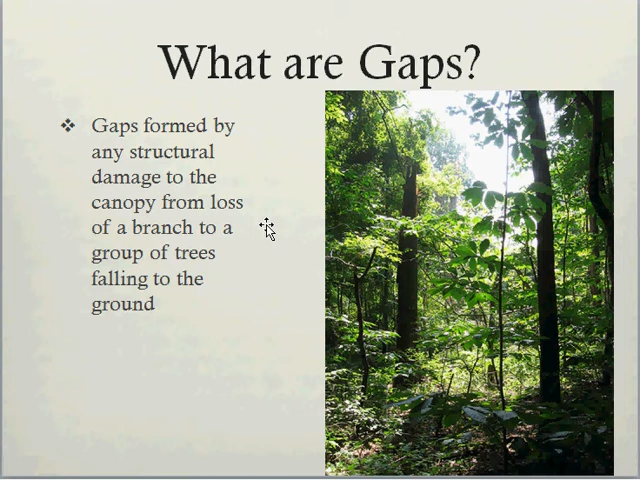 What are Gaps?
Gaps formed by
any structural
damage to the
canopy from loss
of a branch to a
group of trees
falling to the
ground